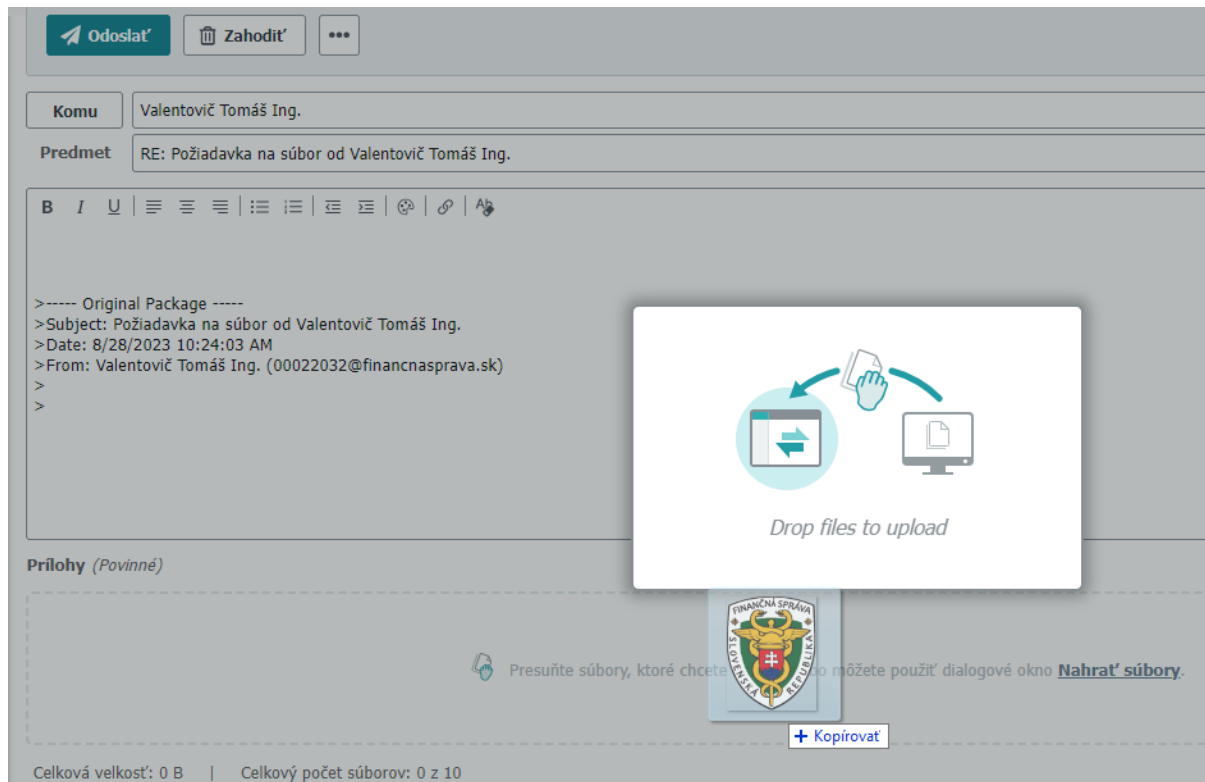 Odoslať Zahodiť •••
Komu Valentovič Tomáš Ing.
Predmet RE: Požiadavka na súbor od Valentovič Tomáš Ing.
B I U
>----- Original Package -----
>Subject: Požiadavka na súbor od Valentovič Tomáš Ing.
>Date: 8/28/2023 10:24:03 AM
>From: Valentovič Tomáš Ing. (00022032@financnasprava.sk)
>
>
Drop files to upload
Prílohy (Povinné)
FINANČNÁ SPRÁVA
SLOVENSKÁ REPUBLIKA
Presuňte súbory, ktoré chcete môžete použiť dialogové okno Nahrať súbory.
+ Kopírovať
Celková velkosť: 0 B | Celkový počet súborov: 0 z 10